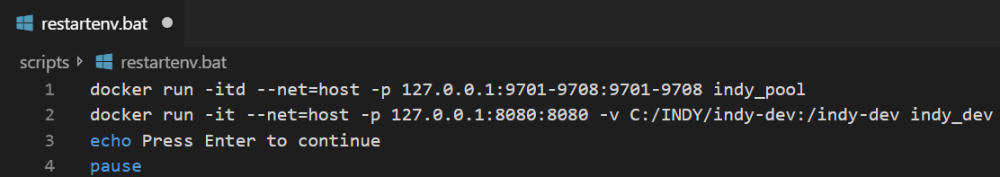 restartenv.bat
scripts restartenv.bat
1 docker run -itd --net=host -p 127.0.0.1:9701-9708:9701-9708 indy_pool
2 docker run -it --net=host -p 127.0.0.1:8080:8080 -v C:/INDY/indy-dev:/indy-dev indy_dev
3 echo Press Enter to continue
4 pause